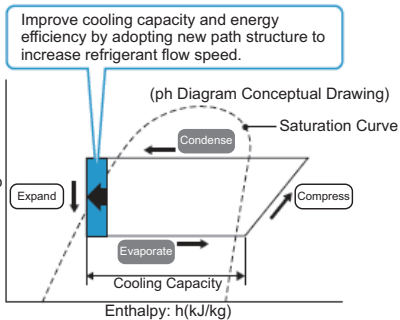 Improve cooling capacity and energy
efficiency by adopting new path structure to
increase refrigerant flow speed.
(ph Diagram Conceptual Drawing)
Saturation Curve
Condense
Expand
Compress
Evaporate
Cooling Capacity
Enthalpy: h(kJ/kg)